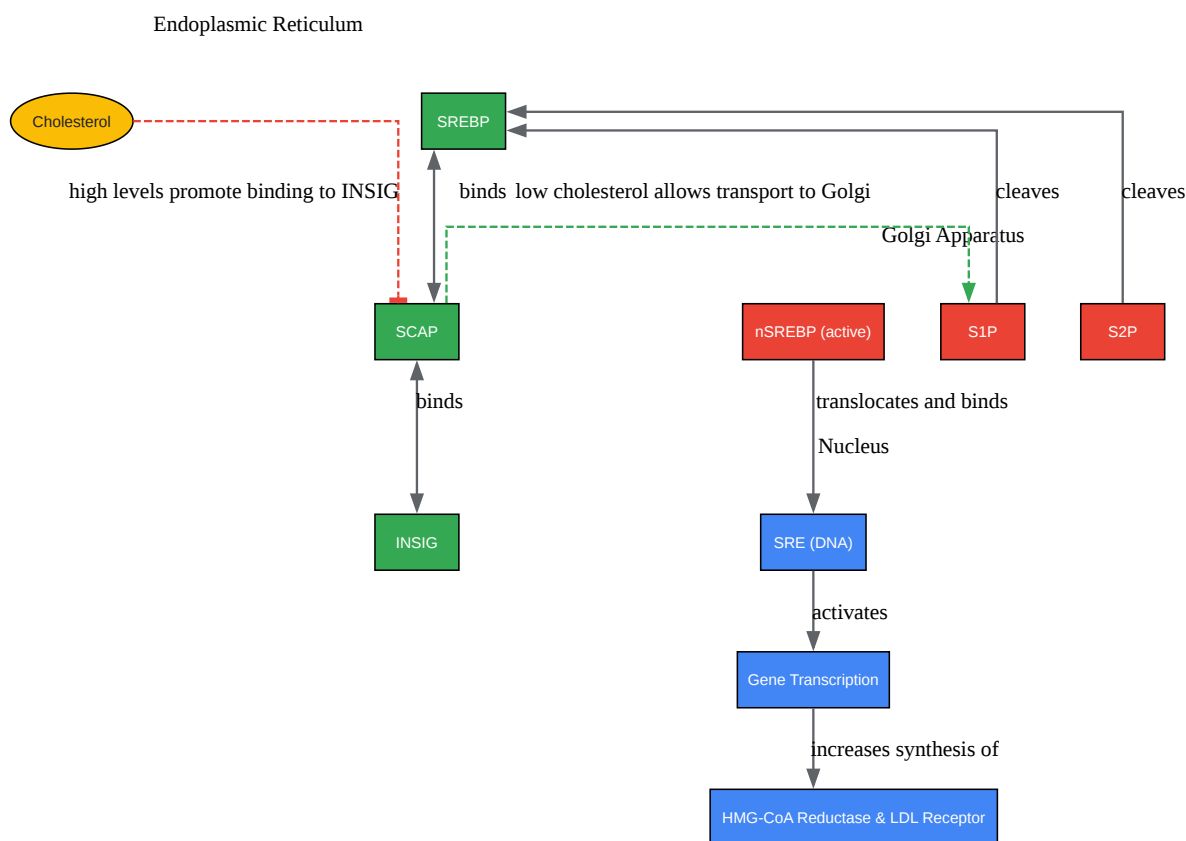 Endoplasmic Reticulum
Cholesterol
SREBP
high levels promote binding to INSIG
binds
low cholesterol allows transport to Golgi
cleaves
cleaves
Golgi Apparatus
SCAP
nSREBP (active)
S1P
S2P
binds
translocates and binds
Nucleus
INSIG
SRE (DNA)
activates
Gene Transcription
increases synthesis of
HMG-CoA Reductase & LDL Receptor